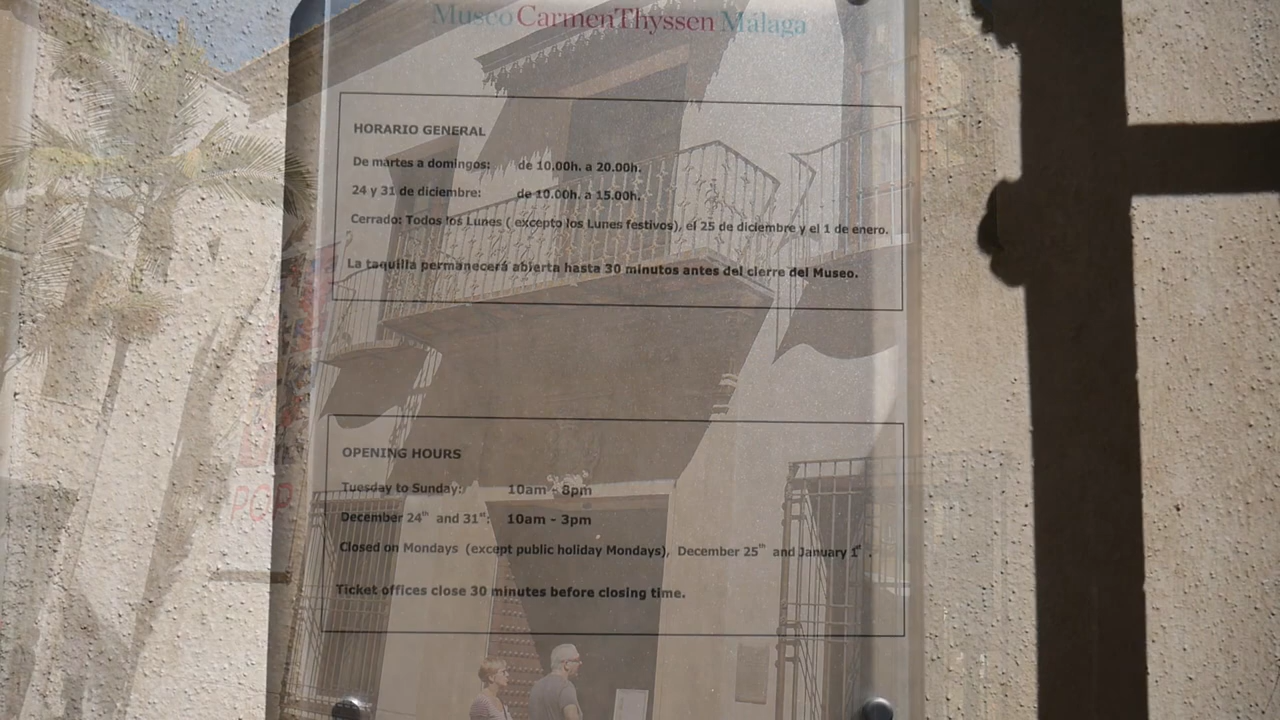 Museo Carmen Thyssen Málaga
HORARIO GENERAL
De martes a domingos: de 10.00h. a 20.00h.
24 y 31 de diciembre: de 10.00h. a 15.00h.
Cerrado: Todos los Lunes ( excepto los Lunes festivos), el 25 de diciembre y el 1 de enero.
La taquilla permanecerá abierta hasta 30 minutos antes del cierre del Museo.
OPENING HOURS
Tuesday to Sunday: 10am - 8pm
December 24th and 31st: 10am - 3pm
Closed on Mondays (except public holiday Mondays), December 25th and January 1st .
Ticket offices close 30 minutes before closing time.